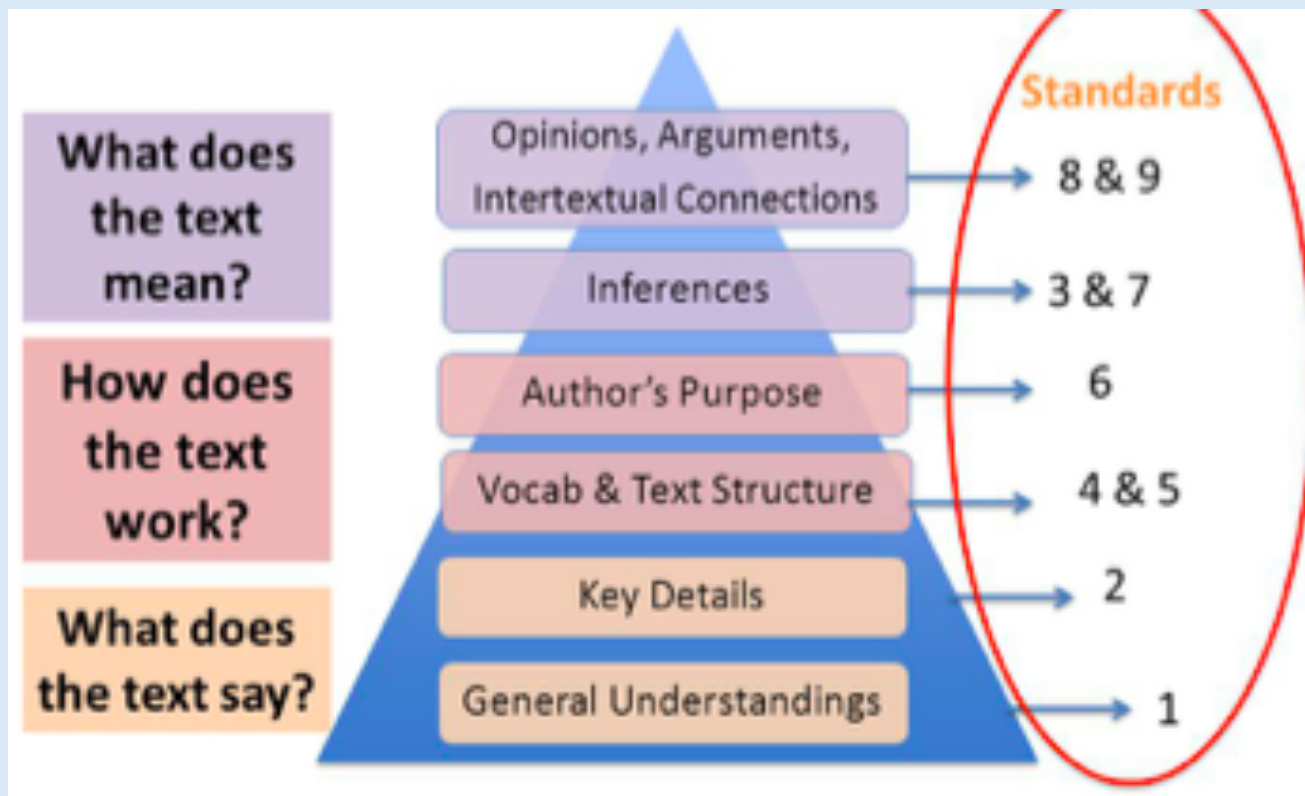 Standards
What does
the text
mean?
Opinions, Arguments,
Intertextual Connections
8 & 9
Inferences
3 & 7
How does
the text
work?
Author's Purpose
6
Vocab & Text Structure
4 & 5
What does
the text say?
Key Details
2
General Understandings
1